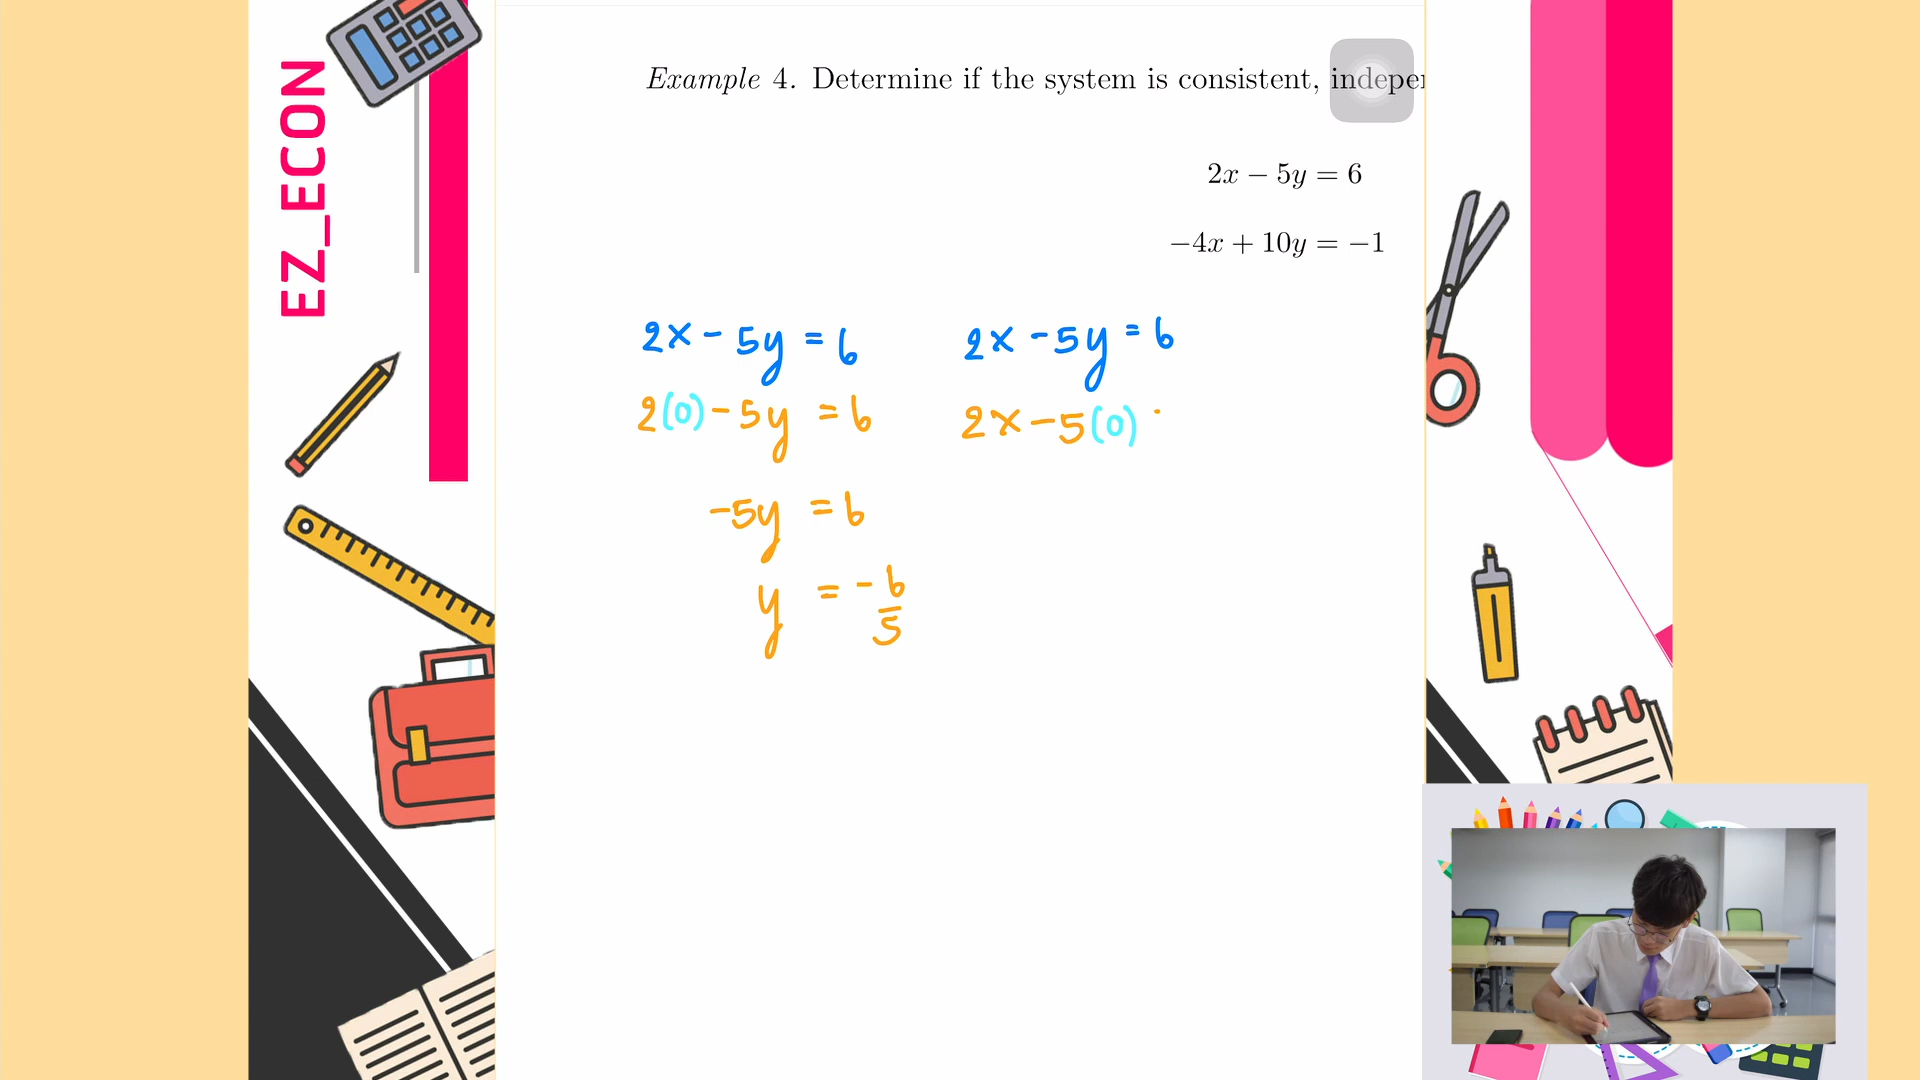 EZ_ECON
Example 4. Determine if the system is consistent, indepe
2x − 5y = 6
−4x + 10y = −1
2x - 5y = 6
2(0) - 5y = 6
-5y = 6
y = -6/5
2x - 5y = 6
2x - 5(0)